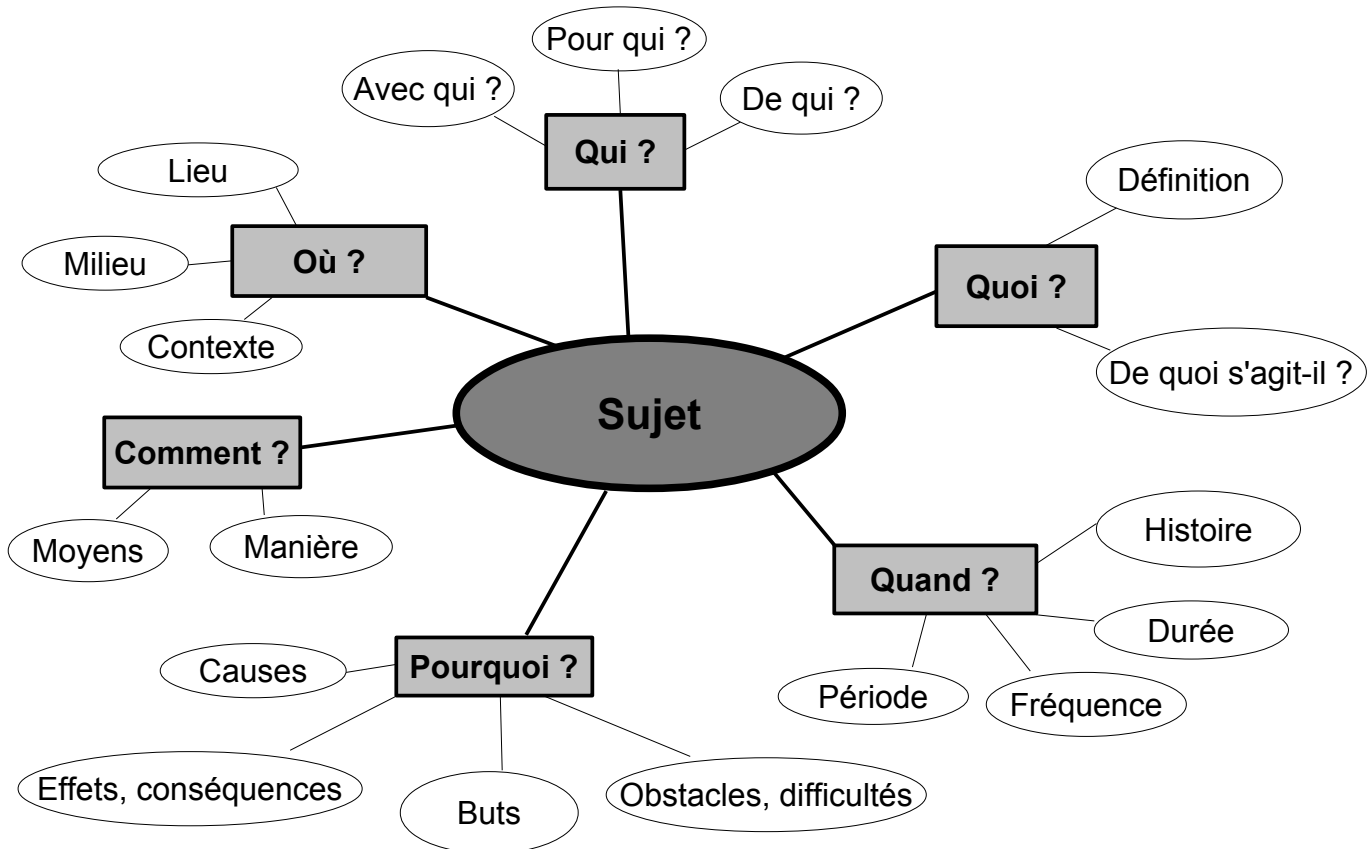 Pour qui ?
Avec qui ?
De qui ?
Qui ?
Lieu
Milieu
Où ?
Contexte
Définition
Quoi ?
De quoi s'agit-il ?
Sujet
Comment ?
Moyens
Manière
Histoire
Quand ?
Durée
Période
Fréquence
Causes
Pourquoi ?
Effets, conséquences
Buts
Obstacles, difficultés